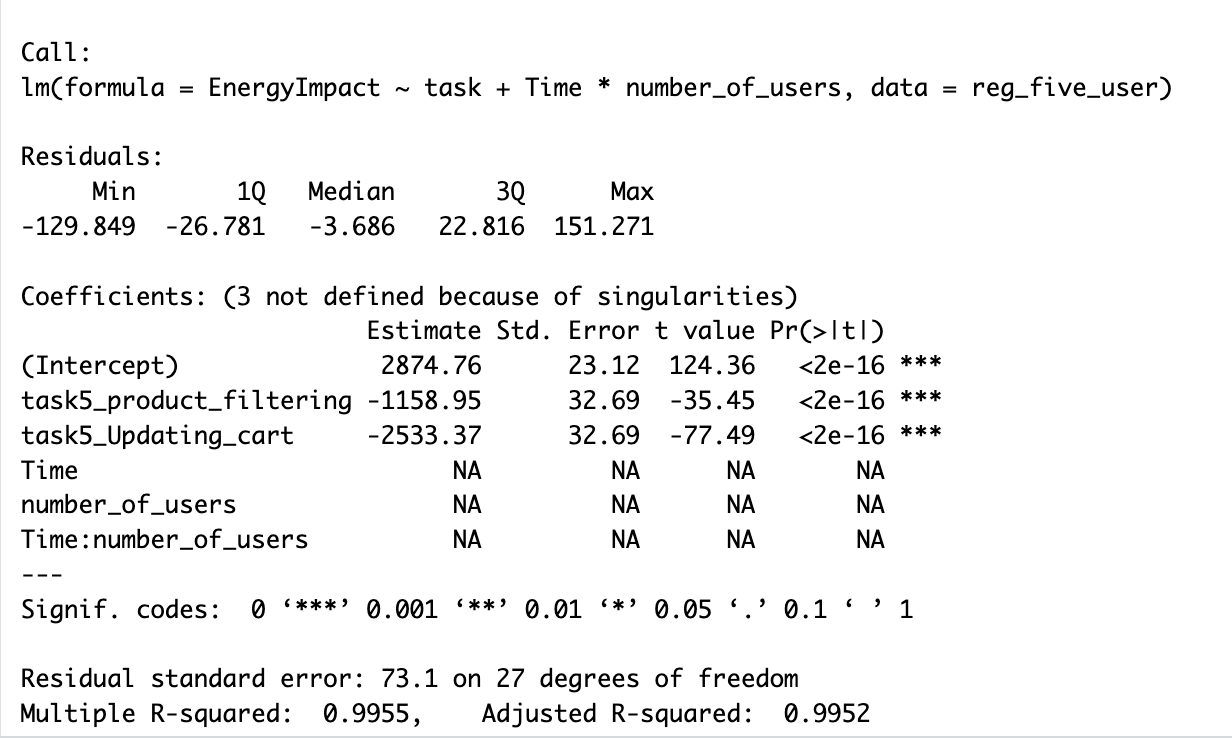 Call:
lm(formula = EnergyImpact ~ task + Time * number_of_users, data = reg_five_user)
Residuals:
Min 1Q Median 3Q Max
-129.849 -26.781 -3.686 22.816 151.271
Coefficients: (3 not defined because of singularities)
Estimate Std. Error t value Pr(>|t|)
(Intercept) 2874.76 23.12 124.36 <2e-16 ***
task5_product_filtering -1158.95 32.69 -35.45 <2e-16 ***
task5_Updating_cart -2533.37 32.69 -77.49 <2e-16 ***
Time NA NA NA NA
number_of_users NA NA NA NA
Time:number_of_users NA NA NA NA
---
Signif. codes: 0 ‘***’ 0.001 ‘**’ 0.01 ‘*’ 0.05 ‘.’ 0.1 ‘ ’ 1
Residual standard error: 73.1 on 27 degrees of freedom
Multiple R-squared: 0.9955, Adjusted R-squared: 0.9952